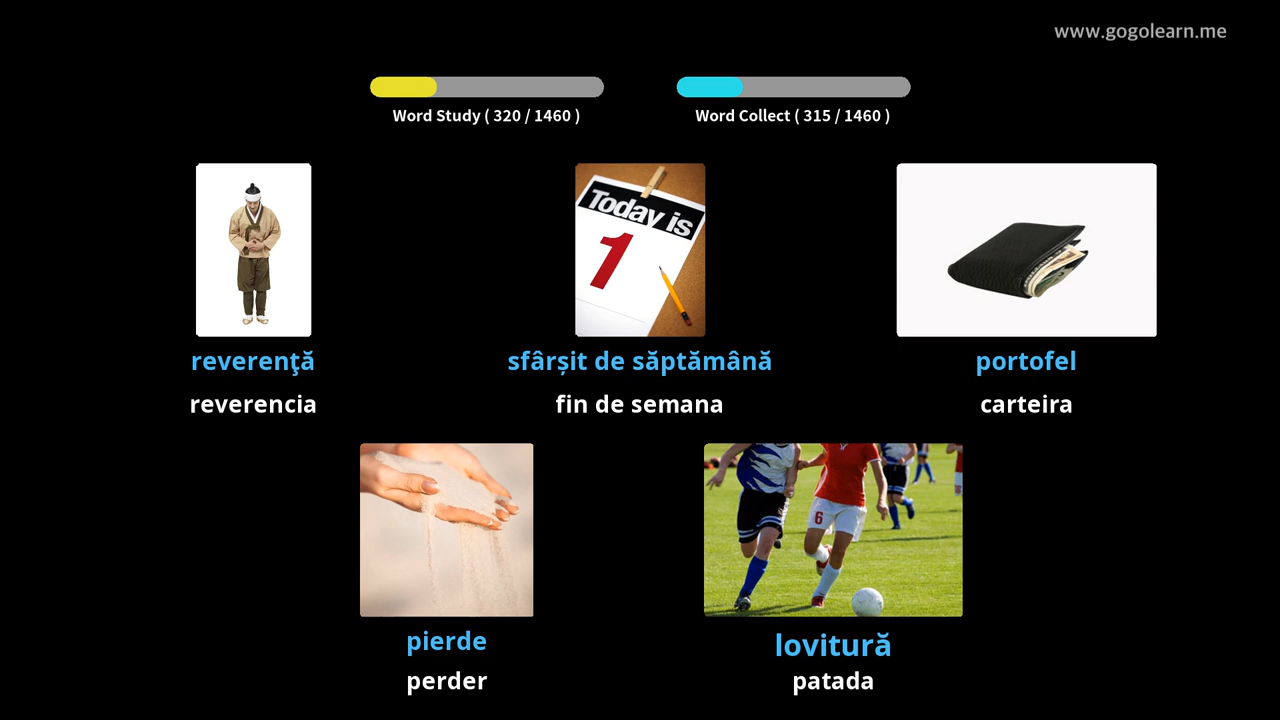 www.gogolearn.me
Word Study ( 320 / 1460 )
Word Collect ( 315 / 1460 )
Today is
1
reverenţă
sfârșit de săptămână
portofel
reverencia
fin de semana
carteira
6
pierde
lovitură
perder
patada